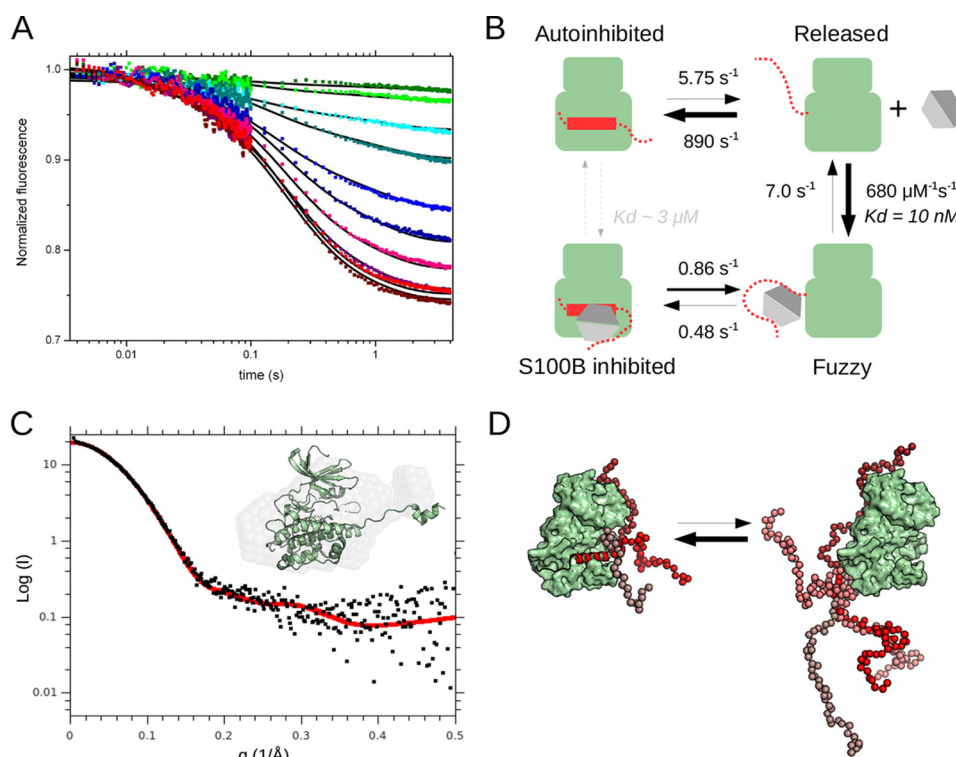 A
Normalized fluorescence
1.0
0.9
0.8
0.7
0.01
0.1
1
time (s)
B
Autoinhibited
Released
5.75 s⁻¹
890 s⁻¹
+
7.0 s⁻¹
680 µM⁻¹s⁻¹
Kd = 10 nM
Kd ~ 3 µM
0.86 s⁻¹
0.48 s⁻¹
S100B inhibited
Fuzzy
C
Log (I)
10
1
0.1
0.01
0
0.1
0.2
0.3
0.4
0.5
q (1/Å)
D